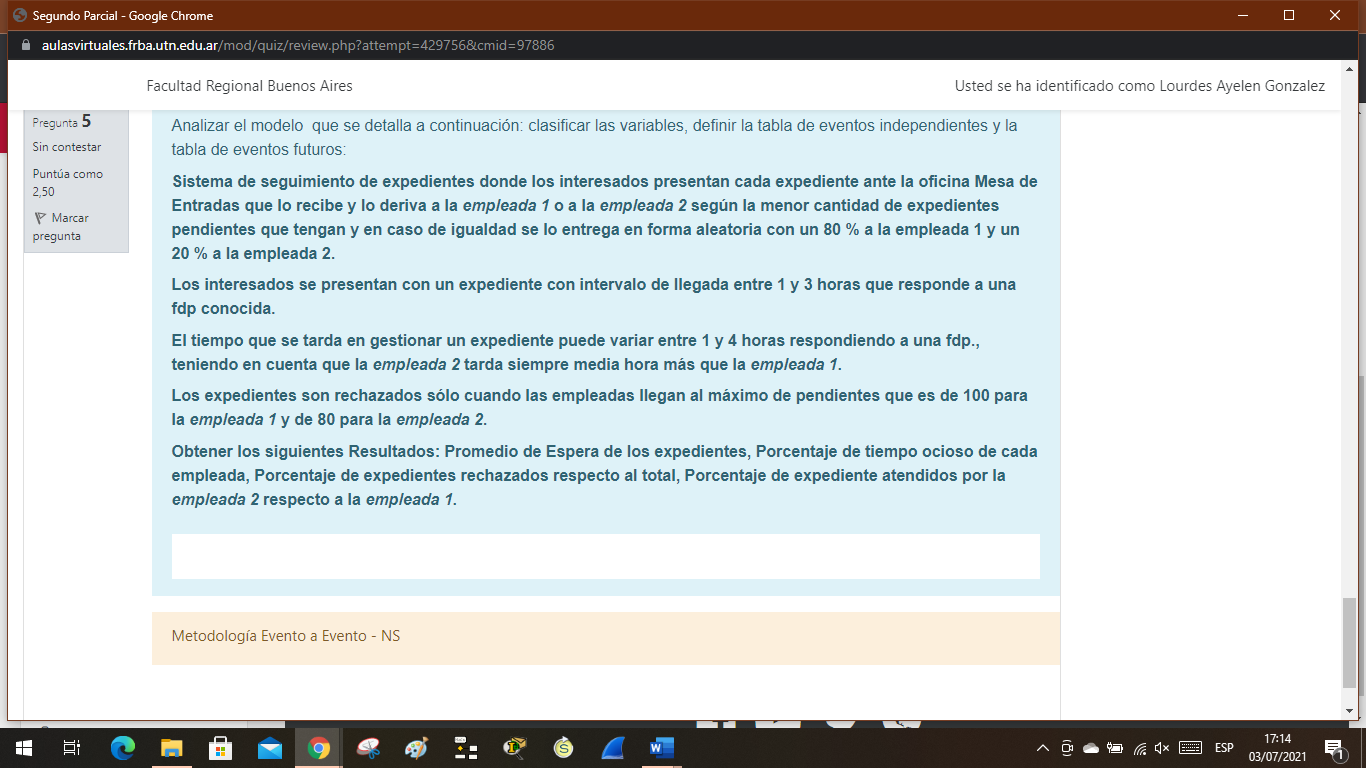 Segundo Parcial - Google Chrome
aulasvirtuales.frba.utn.edu.ar/mod/quiz/review.php?attempt=429756&cmid=97886
Facultad Regional Buenos Aires
Usted se ha identificado como Lourdes Ayelen Gonzalez
Pregunta 5
Sin contestar
Puntúa como
2,50
Marcar
pregunta
Analizar el modelo que se detalla a continuación: clasificar las variables, definir la tabla de eventos independientes y la
tabla de eventos futuros:
Sistema de seguimiento de expedientes donde los interesados presentan cada expediente ante la oficina Mesa de
Entradas que lo recibe y lo deriva a la empleada 1 o a la empleada 2 según la menor cantidad de expedientes
pendientes que tengan y en caso de igualdad se lo entrega en forma aleatoria con un 80 % a la empleada 1 y un
20 % a la empleada 2.
Los interesados se presentan con un expediente con intervalo de llegada entre 1 y 3 horas que responde a una
fdp conocida.
El tiempo que se tarda en gestionar un expediente puede variar entre 1 y 4 horas respondiendo a una fdp.,
teniendo en cuenta que la empleada 2 tarda siempre media hora más que la empleada 1.
Los expedientes son rechazados sólo cuando las empleadas llegan al máximo de pendientes que es de 100 para
la empleada 1 y de 80 para la empleada 2.
Obtener los siguientes Resultados: Promedio de Espera de los expedientes, Porcentaje de tiempo ocioso de cada
empleada, Porcentaje de expedientes rechazados respecto al total, Porcentaje de expediente atendidos por la
empleada 2 respecto a la empleada 1.
Metodología Evento a Evento - NS
ESP
17:14
03/07/2021
1